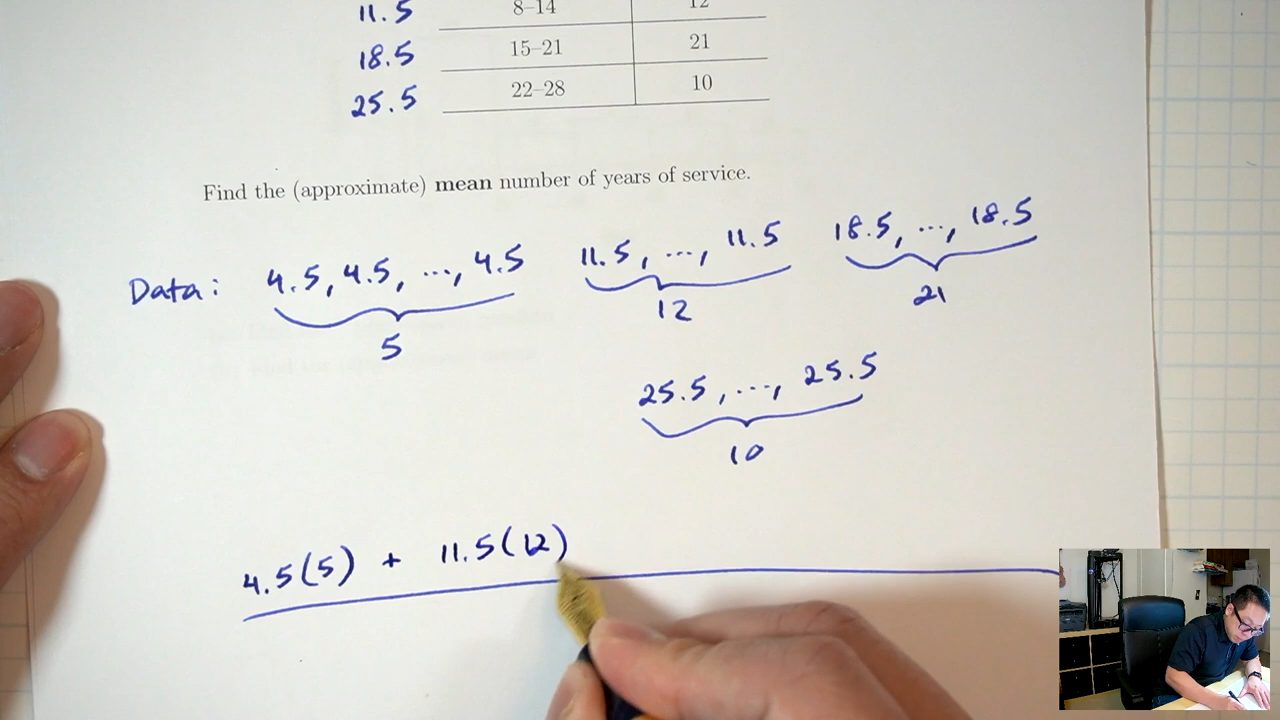 11.5 8–14 12
18.5 15–21 21
25.5 22–28 10
Find the (approximate) mean number of years of service.
Data: 4.5, 4.5, ..., 4.5 11.5, ..., 11.5 18.5, ..., 18.5
5 12 21
25.5, ..., 25.5
10
4.5(5) + 11.5(12)